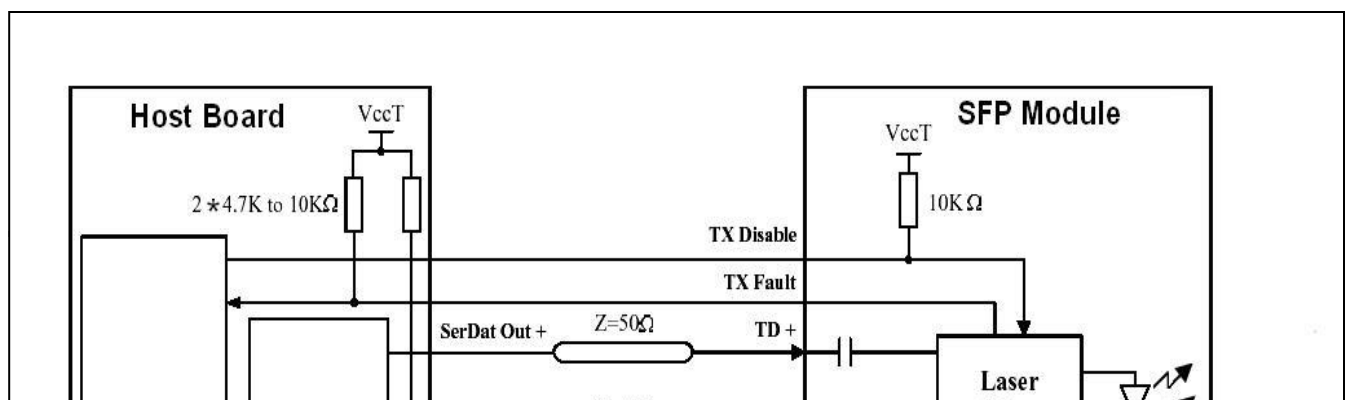 Host Board
VccT
SFP Module
VccT
2*4.7K to 10KΩ
10KΩ
TX Disable
TX Fault
SerDat Out +
Z=50Ω
TD +
Laser